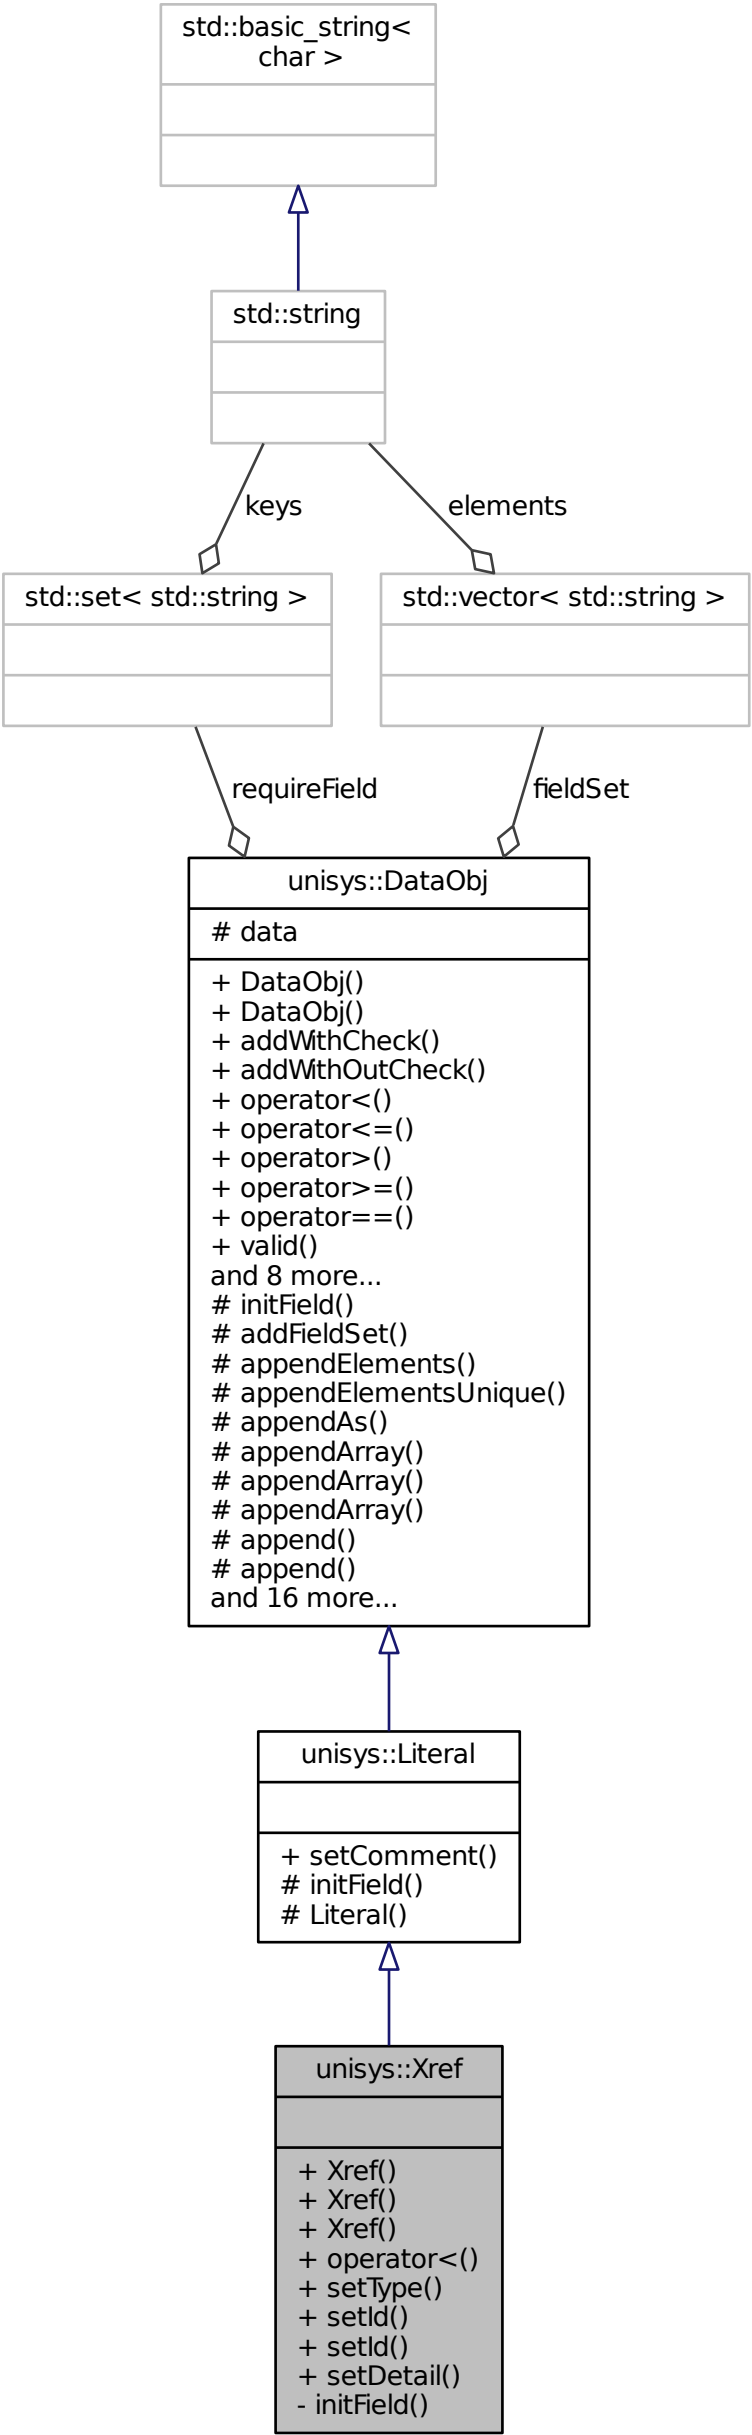 std::basic_string<
char >
std::string
keys
elements
std::set< std::string >
std::vector< std::string >
requireField
fieldSet
unisys::DataObj
# data
+ DataObj()
+ DataObj()
+ addWithCheck()
+ addWithOutCheck()
+ operator<()
+ operator<=()
+ operator>()
+ operator>=()
+ operator==()
+ valid()
and 8 more...
# initField()
# addFieldSet()
# appendElements()
# appendElementsUnique()
# appendAs()
# appendArray()
# appendArray()
# appendArray()
# append()
# append()
and 16 more...
unisys::Literal
+ setComment()
# initField()
# Literal()
unisys::Xref
+ Xref()
+ Xref()
+ Xref()
+ operator<()
+ setType()
+ setId()
+ setId()
+ setDetail()
- initField()